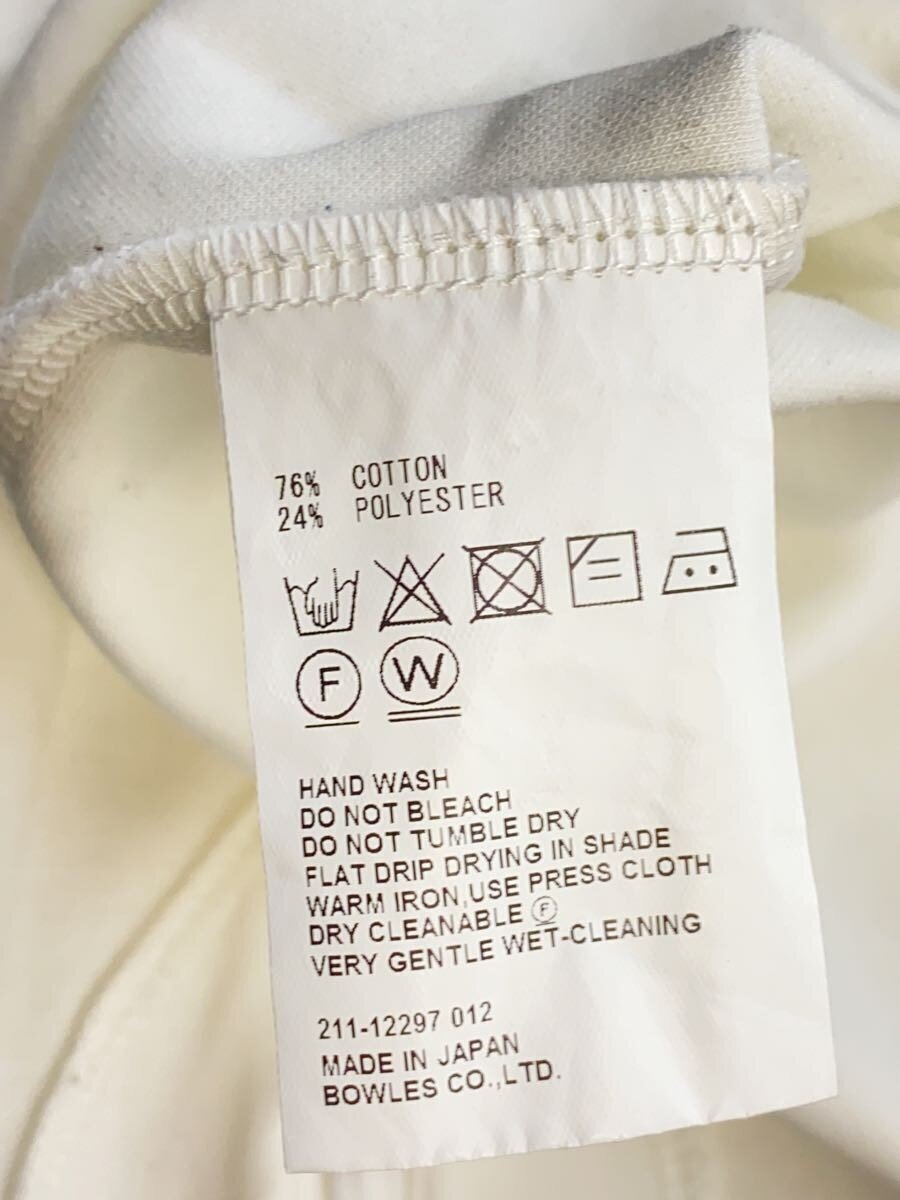 76% COTTON
24% POLYESTER
F W
HAND WASH
DO NOT BLEACH
DO NOT TUMBLE DRY
FLAT DRIP DRYING IN SHADE
WARM IRON,USE PRESS CLOTH
DRY CLEANABLE Ⓕ
VERY GENTLE WET-CLEANING
211-12297 012
MADE IN JAPAN
BOWLES CO.,LTD.